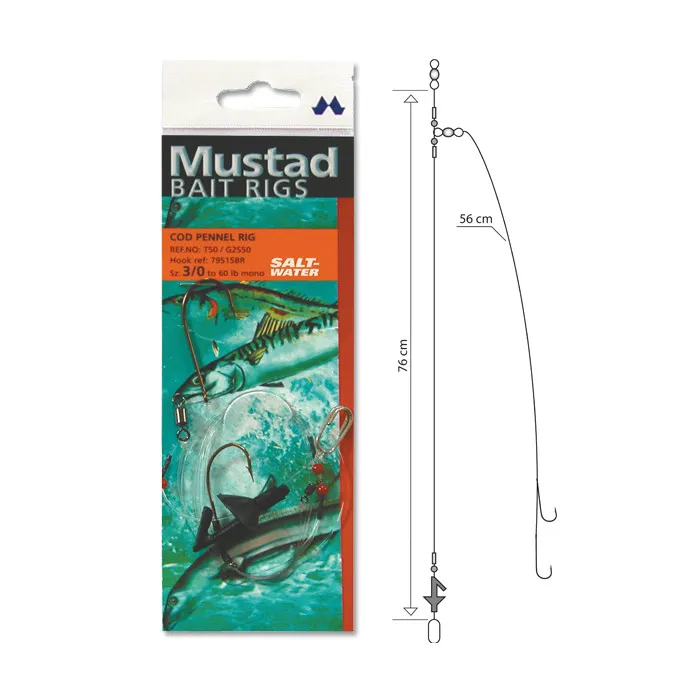 Mustad
BAIT RIGS
COD PENNEL RIG
REF.NO: T50 / G2550
Hook ref: 79515BR
Sz: 3/0 to 60 lb mono
SALT-
WATER
56 cm
76 cm